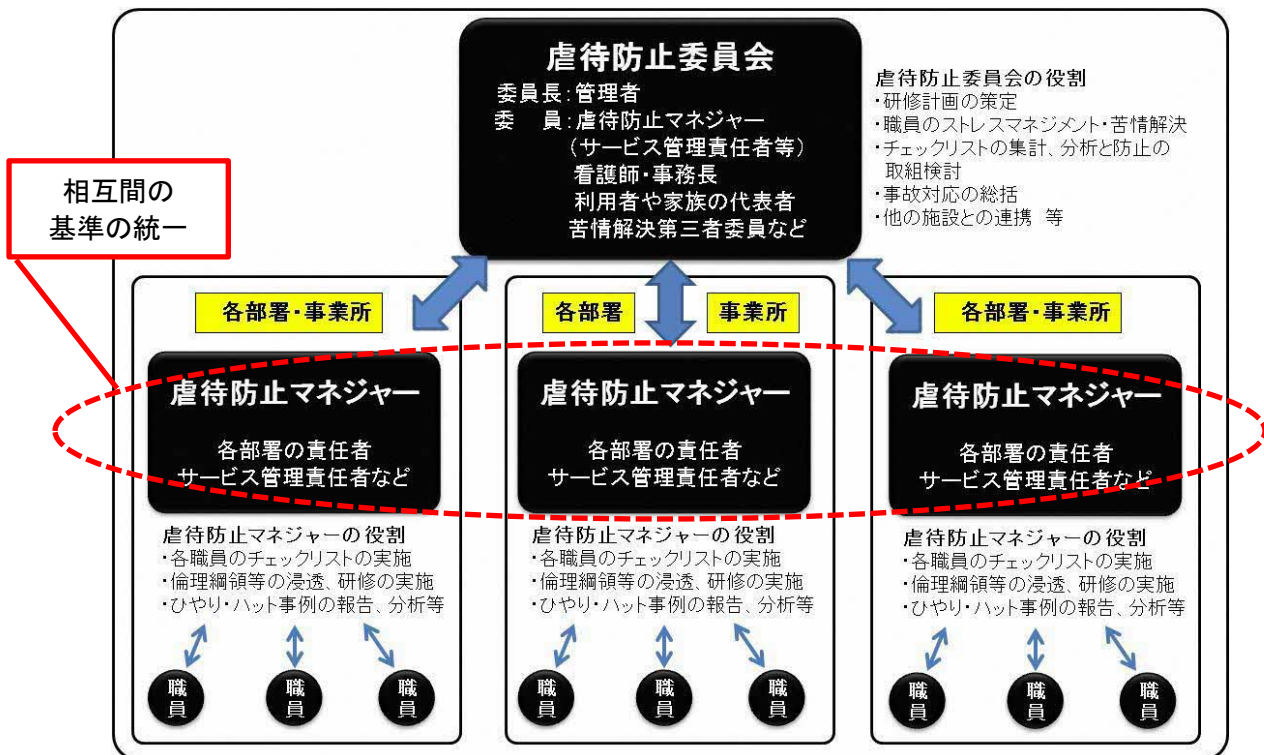 虐待防止委員会
委員長:管理者
委　員:虐待防止マネジャー
(サービス管理責任者等)
看護師・事務長
利用者や家族の代表者
苦情解決第三者委員など
虐待防止委員会の役割
・研修計画の策定
・職員のストレスマネジメント・苦情解決
・チェックリストの集計、分析と防止の
取組検討
・事故対応の総括
・他の施設との連携 等
相互間の
基準の統一
各部署・事業所
虐待防止マネジャー
各部署の責任者
サービス管理責任者など
虐待防止マネジャーの役割
・各職員のチェックリストの実施
・倫理綱領等の浸透、研修の実施
・ひやり・ハット事例の報告、分析等
職員
職員
職員
各部署
事業所
虐待防止マネジャー
各部署の責任者
サービス管理責任者など
虐待防止マネジャーの役割
・各職員のチェックリストの実施
・倫理綱領等の浸透、研修の実施
・ひやり・ハット事例の報告、分析等
職員
職員
職員
各部署・事業所
虐待防止マネジャー
各部署の責任者
サービス管理責任者など
虐待防止マネジャーの役割
・各職員のチェックリストの実施
・倫理綱領等の浸透、研修の実施
・ひやり・ハット事例の報告、分析等
職員
職員
職員